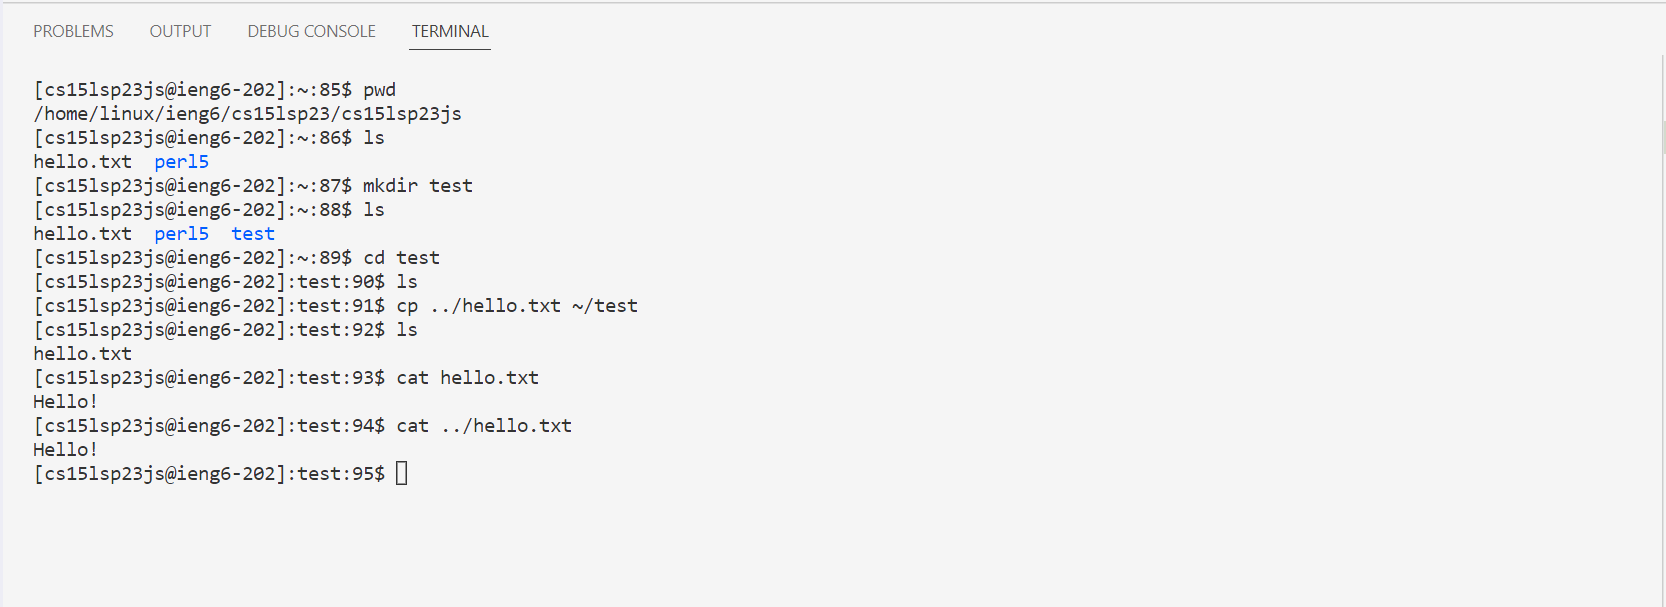 PROBLEMS OUTPUT DEBUG CONSOLE TERMINAL
[cs15lsp23js@ieng6-202]:~:85$ pwd
/home/linux/ieng6/cs15lsp23/cs15lsp23js
[cs15lsp23js@ieng6-202]:~:86$ ls
hello.txt  perl5
[cs15lsp23js@ieng6-202]:~:87$ mkdir test
[cs15lsp23js@ieng6-202]:~:88$ ls
hello.txt  perl5  test
[cs15lsp23js@ieng6-202]:~:89$ cd test
[cs15lsp23js@ieng6-202]:test:90$ ls
[cs15lsp23js@ieng6-202]:test:91$ cp ../hello.txt ~/test
[cs15lsp23js@ieng6-202]:test:92$ ls
hello.txt
[cs15lsp23js@ieng6-202]:test:93$ cat hello.txt
Hello!
[cs15lsp23js@ieng6-202]:test:94$ cat ../hello.txt
Hello!
[cs15lsp23js@ieng6-202]:test:95$